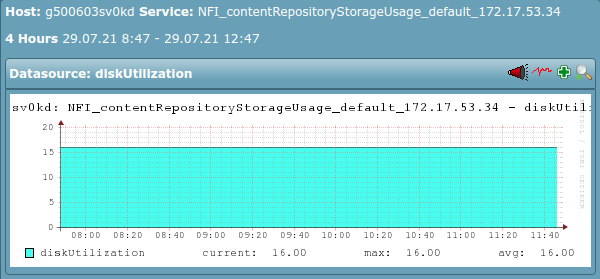 Host: g500603sv0kd Service: NFI_contentRepositoryStorageUsage_default_172.17.53.34
4 Hours 29.07.21 8:47 - 29.07.21 12:47
Datasource: diskUtilization
sv0kd: NFI_contentRepositoryStorageUsage_default_172.17.53.34 - diskUtil
20
15
10
5
0
08:00 08:20 08:40 09:00 09:20 09:40 10:00 10:20 10:40 11:00 11:20 11:40
diskUtilization current: 16.00 max: 16.00 avg: 16.00